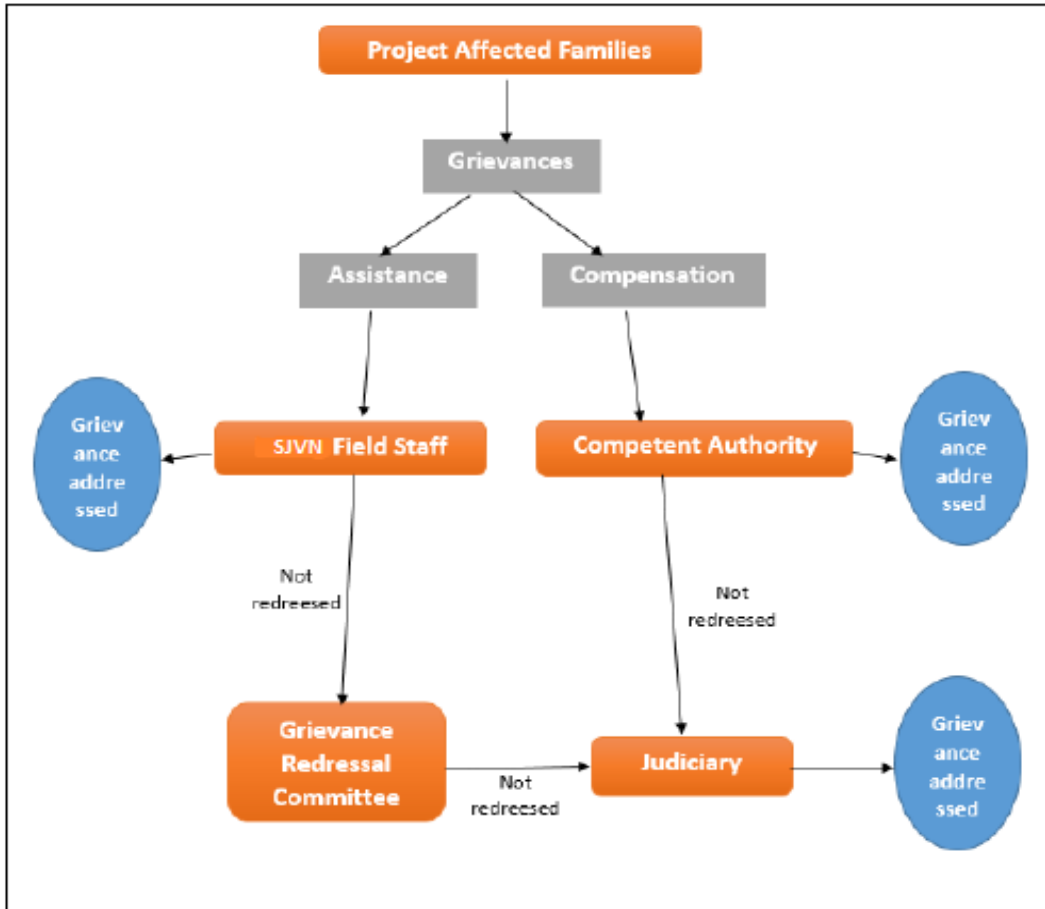 Project Affected Families
Grievances
Assistance
Compensation
Griev
ance
addre
ssed
SJVN Field Staff
Competent Authority
Griev
ance
addre
ssed
Not
redreesed
Not
redreesed
Grievance
Redressal
Committee
Not
redreesed
Judiciary
Griev
ance
addre
ssed